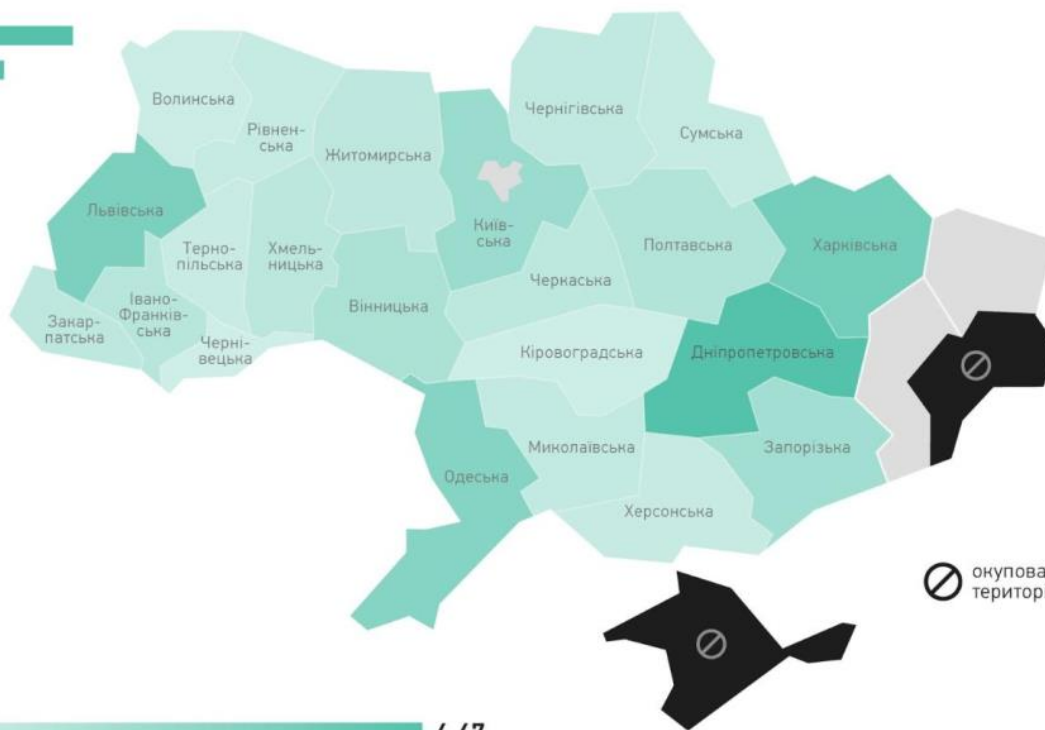 Волинська
Рівнен-
ська
Житомирська
Чернігівська
Сумська
Львівська
Терно-
пільська
Хмель-
ницька
Київ-
ська
Полтавська
Харківська
Закар-
патська
Івано-
Франків-
ська
Черні-
вецька
Вінницька
Черкаська
Кіровоградська
Дніпропетровська
Одеська
Миколаївська
Херсонська
Запорізька